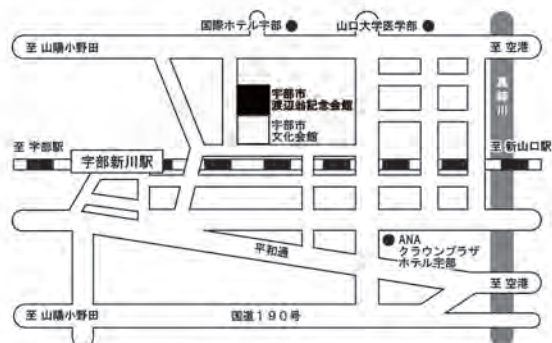 国際ホテル宇部
山口大学医学部
至 山陽小野田
至 空港
宇部市
渡辺翁記念会館
宇部市
文化会館
真締川
至 宇部駅
宇部新川駅
至 新山口駅
ANA
クラウンプラザ
ホテル宇部
平和通
至 空港
至 山陽小野田
国道190号